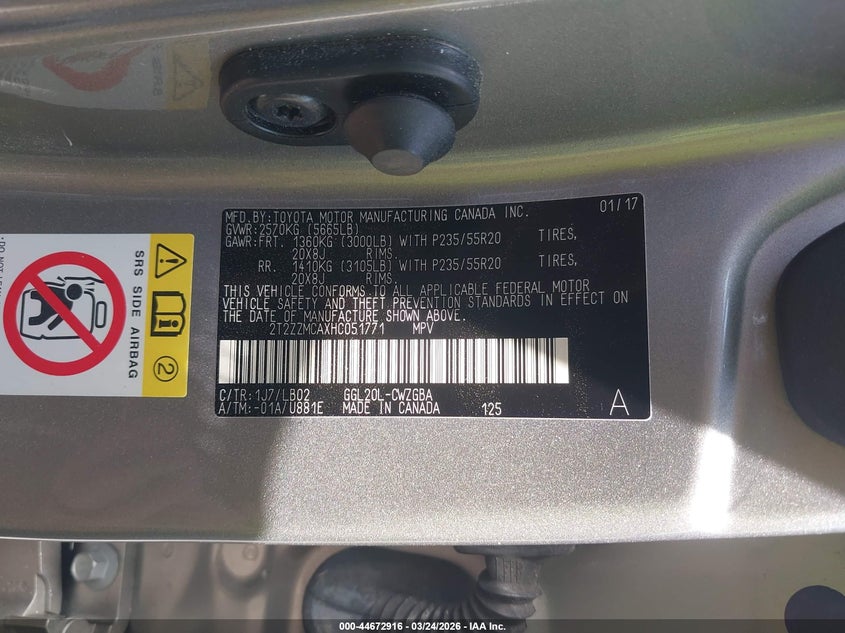 MFD.BY:TOYOTA MOTOR MANUFACTURING CANADA INC. 01/17
GVWR:2570KG (5665LB)
GAWR:FRT. 1360KG (3000LB) WITH P235/55R20 TIRES,
20X8J RIMS,
RR. 1410KG (3105LB) WITH P235/55R20 TIRES,
20X8J RIMS.
THIS VEHICLE CONFORMS TO ALL APPLICABLE FEDERAL MOTOR
VEHICLE SAFETY AND THEFT PREVENTION STANDARDS IN EFFECT ON
THE DATE OF MANUFACTURE SHOWN ABOVE.
2T2ZZMCAXHC051771 MPV
C/TR:1J7/LB02 GGL20L-CWZGBA
A/TM:-01A/U881E MADE IN CANADA 125 A
SRS SIDE AIRBAG
2
000-44672916 - 03/24/2026 - IAA Inc.